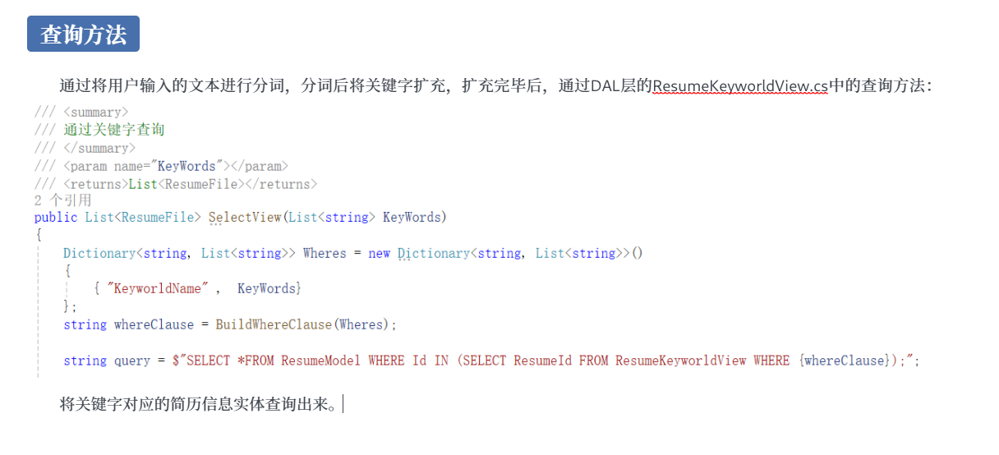 查询方法
通过将用户输入的文本进行分词，分词后将关键字扩充，扩充完毕后，通过DAL层的ResumeKeyworldView.cs中的查询方法：
/// <summary>
/// 通过关键字查询
/// </summary>
/// <param name="KeyWords"></param>
/// <returns>List<ResumeFile></returns>
2 个引用
public List<ResumeFile> SelectView(List<string> KeyWords)
{
Dictionary<string, List<string>> Wheres = new Dictionary<string, List<string>>()
{
{ "KeyworldName" ,  KeyWords}
};
string whereClause = BuildWhereClause(Wheres);
string query = $"SELECT *FROM ResumeModel WHERE Id IN (SELECT ResumeId FROM ResumeKeyworldView WHERE {whereClause});";
将关键字对应的简历信息实体查询出来。